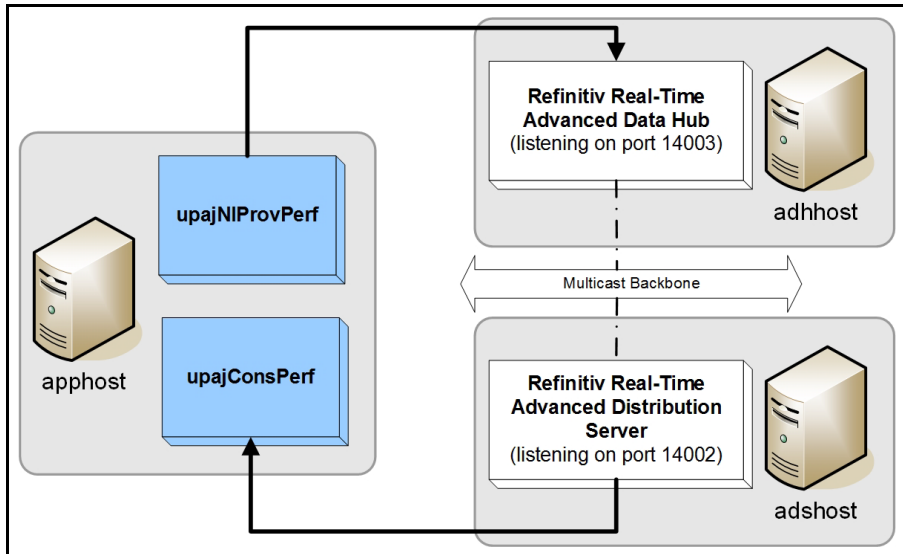 Refinitiv Real-Time
Advanced Data Hub
(listening on port 14003)
adhhost
upajNIProvPerf
Multicast Backbone
upajConsPerf
apphost
Refinitiv Real-Time
Advanced Distribution
Server
(listening on port 14002)
adshost